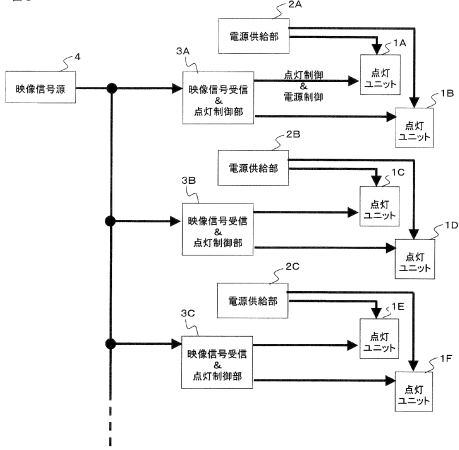 2A
電源供給部
1A
点灯
ユニット
4
映像信号源
3A
映像信号受信
&
点灯制御部
点灯制御
&
電源制御
1B
点灯
ユニット
2B
電源供給部
1C
点灯
ユニット
3B
映像信号受信
&
点灯制御部
1D
点灯
ユニット
2C
電源供給部
1E
点灯
ユニット
3C
映像信号受信
&
点灯制御部
1F
点灯
ユニット